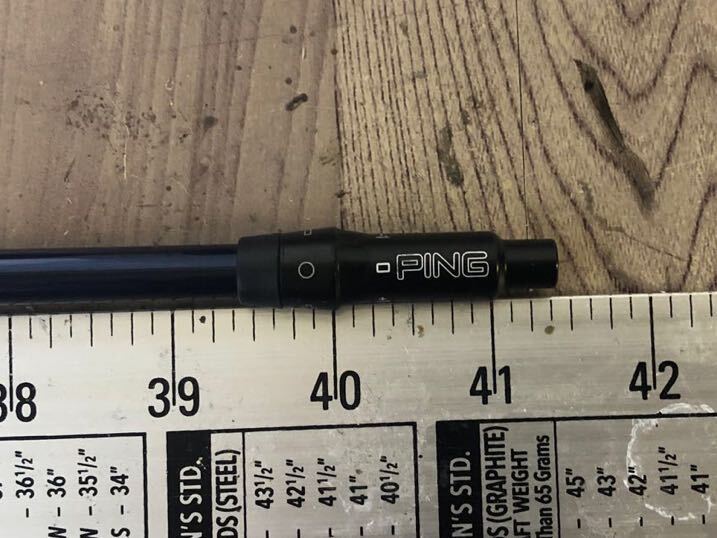 PING
38 39 40 41 42
- 36½"
N - 36"
N - 35½"
S - 34"
N'S STD.
DS (STEEL)
43½"
42½"
41½"
41"
40½"
N'S STD.
DS (GRAPHITE)
FT WEIGHT
Than 65 Grams
- 45"
- 43"
- 42"
- 41½"
- 41"